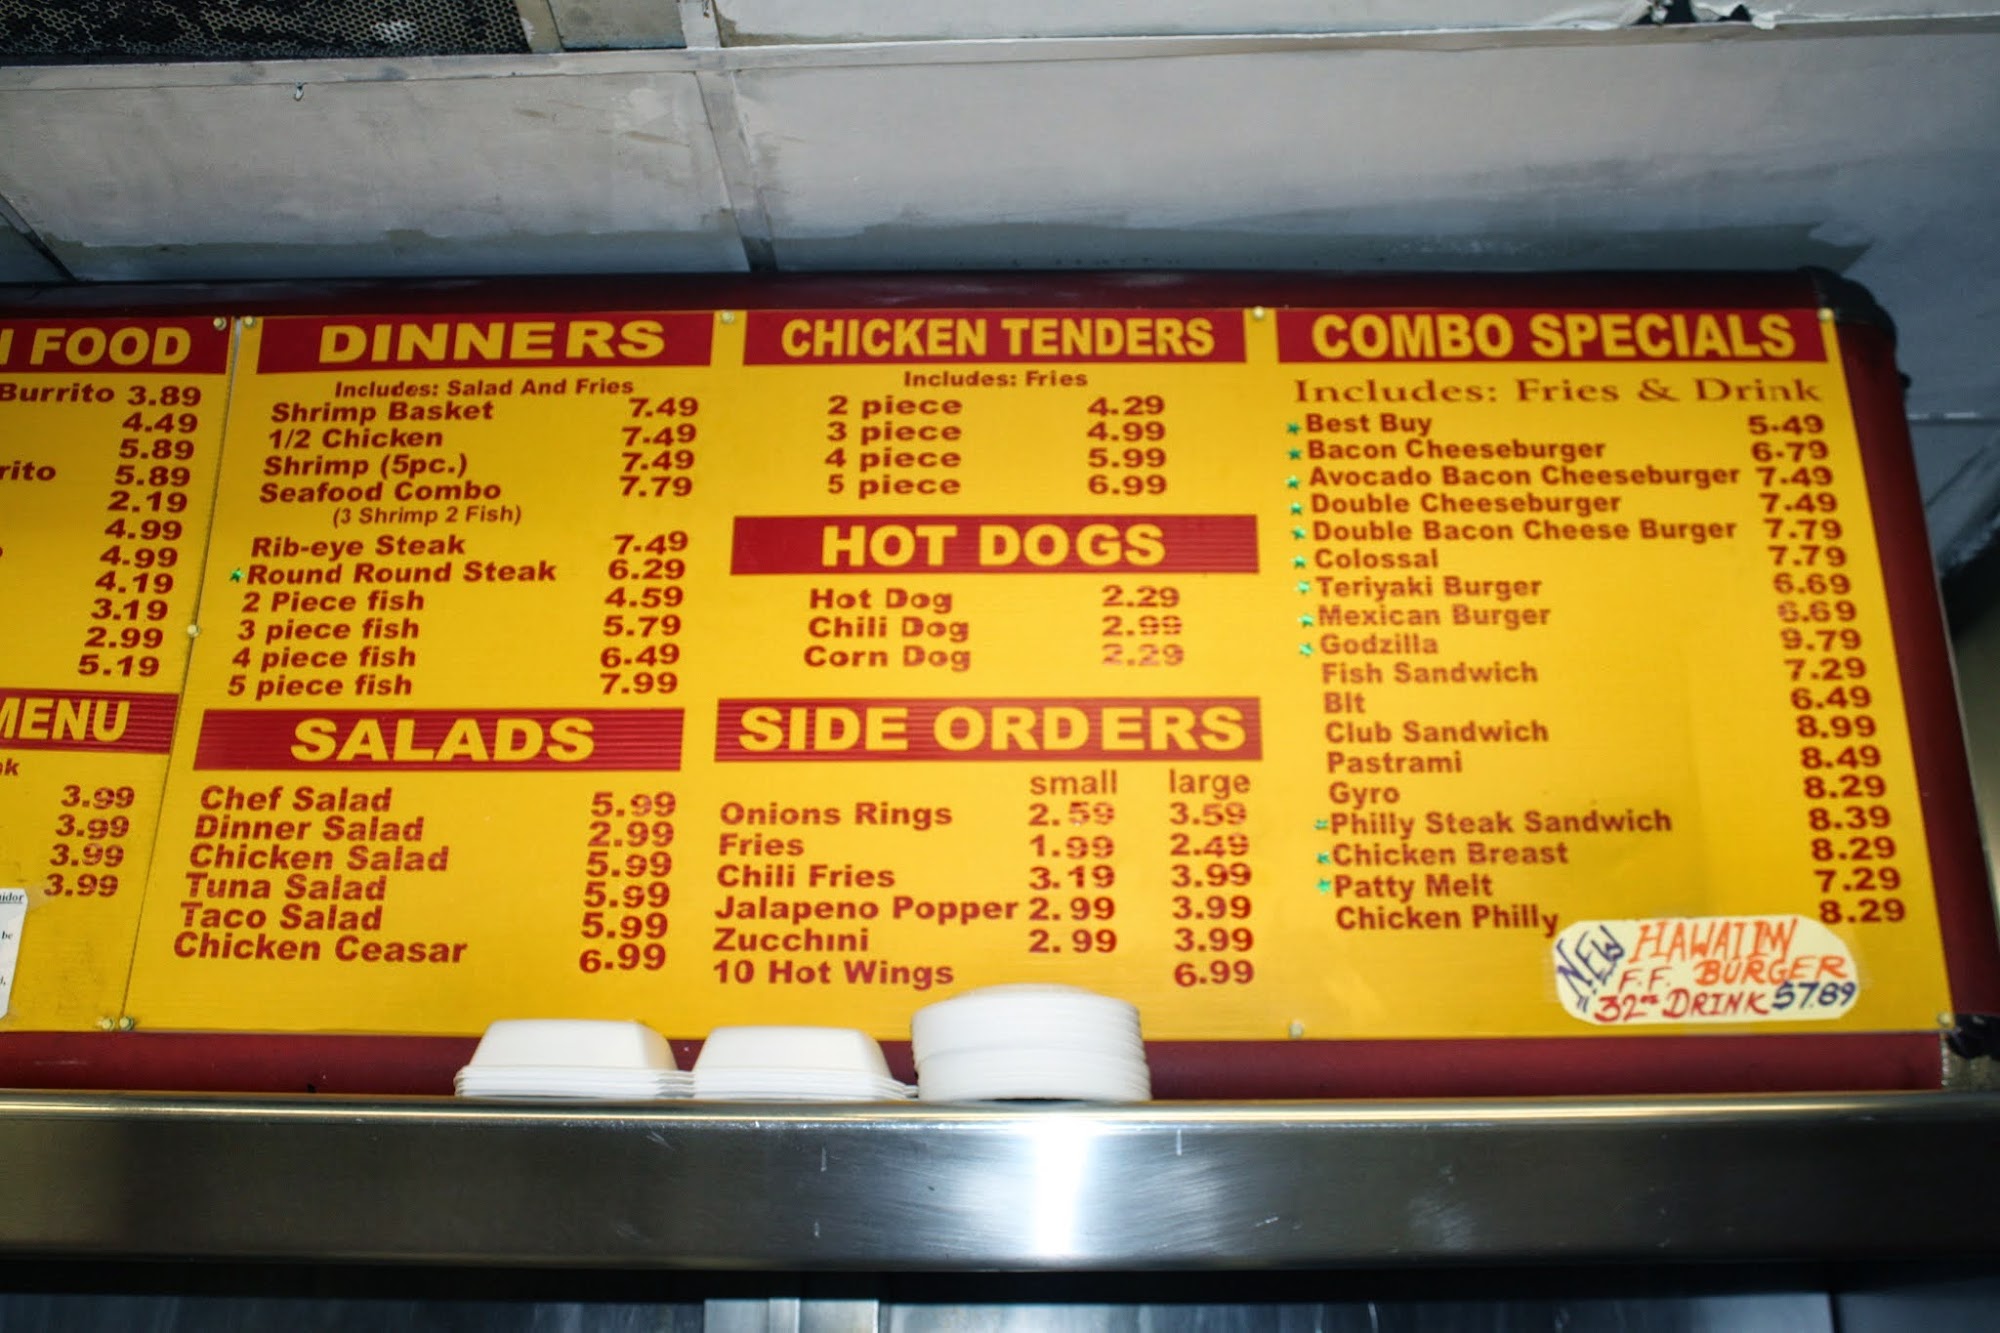 FOOD
Burrito 3.89
4.49
5.89
rito 5.89
2.19
4.99
4.99
4.19
3.19
2.99
5.19
MENU
3.99
3.99
3.99
3.99
be
DINNERS
Includes: Salad And Fries
Shrimp Basket 7.49
1/2 Chicken 7.49
Shrimp (5pc.) 7.49
Seafood Combo 7.79
(3 Shrimp 2 Fish)
Rib-eye Steak 7.49
Round Round Steak 6.29
2 Piece fish 4.59
3 piece fish 5.79
4 piece fish 6.49
5 piece fish 7.99
SALADS
Chef Salad 5.99
Dinner Salad 2.99
Chicken Salad 5.99
Tuna Salad 5.99
Taco Salad 5.99
Chicken Ceasar 6.99
CHICKEN TENDERS
Includes: Fries
2 piece 4.29
3 piece 4.99
4 piece 5.99
5 piece 6.99
HOT DOGS
Hot Dog 2.29
Chili Dog 2.99
Corn Dog 2.29
SIDE ORDERS
small large
Onions Rings 2.59 3.59
Fries 1.99 2.49
Chili Fries 3.19 3.99
Jalapeno Popper 2.99 3.99
Zucchini 2.99 3.99
10 Hot Wings 6.99
COMBO SPECIALS
Includes: Fries & Drink
Best Buy 5.49
Bacon Cheeseburger 6.79
Avocado Bacon Cheeseburger 7.49
Double Cheeseburger 7.49
Double Bacon Cheese Burger 7.79
Colossal 7.79
Teriyaki Burger 6.69
Mexican Burger 6.69
Godzilla 9.79
Fish Sandwich 7.29
Blt 6.49
Club Sandwich 8.99
Pastrami 8.49
Gyro 8.29
Philly Steak Sandwich 8.39
Chicken Breast 8.29
Patty Melt 7.29
Chicken Philly 8.29
NEW HAWAIIAN
F.F. BURGER
32oz DRINK $7.89